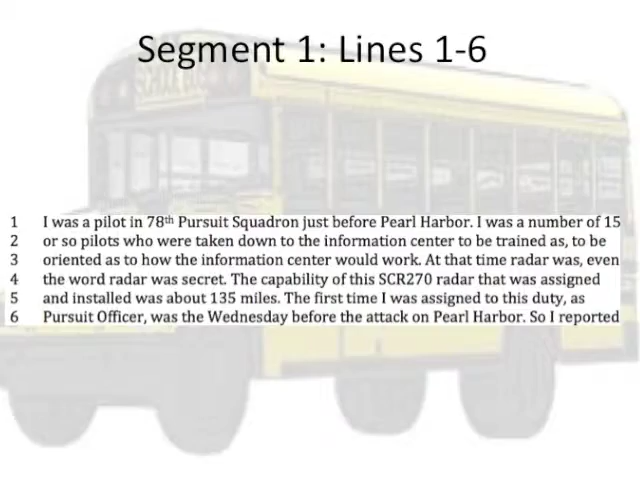 Segment 1: Lines 1-6
1 I was a pilot in 78th Pursuit Squadron just before Pearl Harbor. I was a number of 15
2 or so pilots who were taken down to the information center to be trained as, to be
3 oriented as to how the information center would work. At that time radar was, even
4 the word radar was secret. The capability of this SCR270 radar that was assigned
5 and installed was about 135 miles. The first time I was assigned to this duty, as
6 Pursuit Officer, was the Wednesday before the attack on Pearl Harbor. So I reported